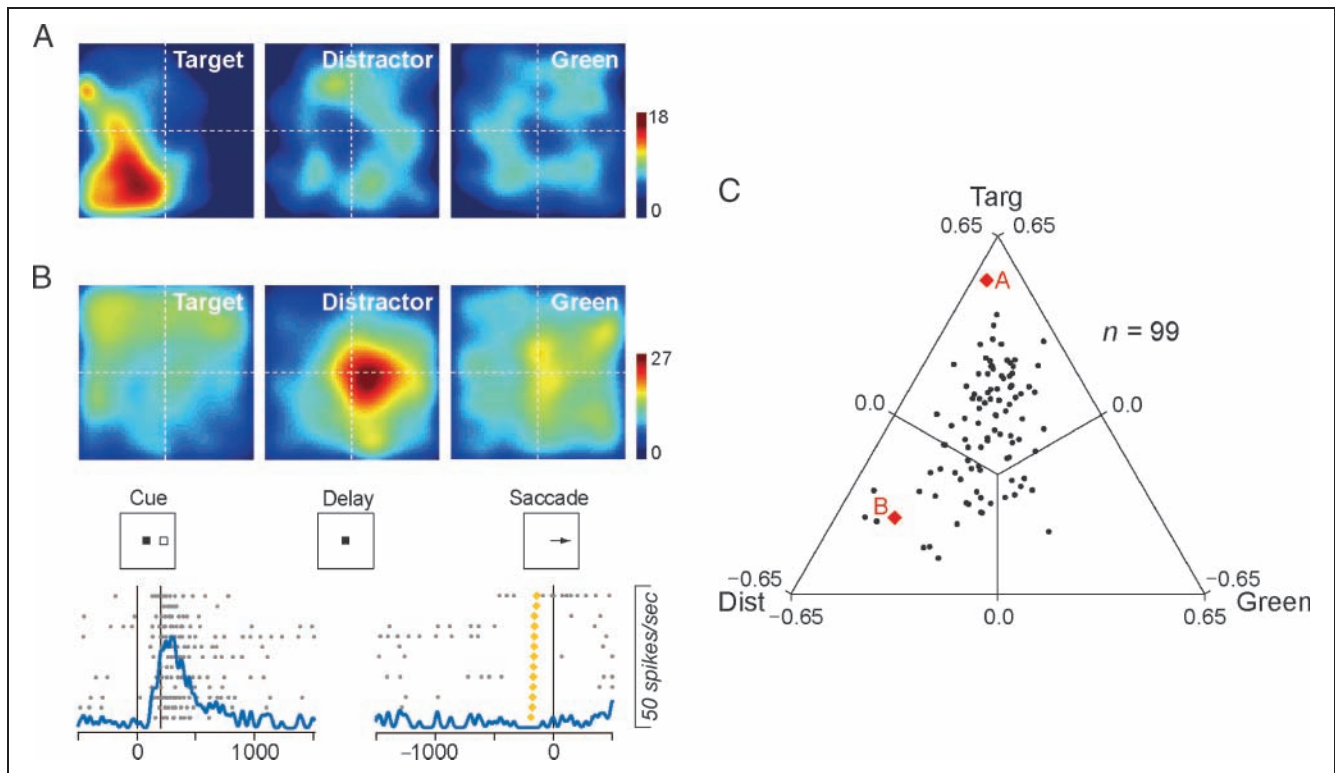 A
Target
Distractor
Green
18
0
B
Target
Distractor
Green
27
0
Cue
Delay
Saccade
50 spikes/sec
0
1000
−1000
0
C
Targ
0.65
0.65
A
n = 99
0.0
0.0
B
−0.65
−0.65
Dist
Green
−0.65
0.0
0.65